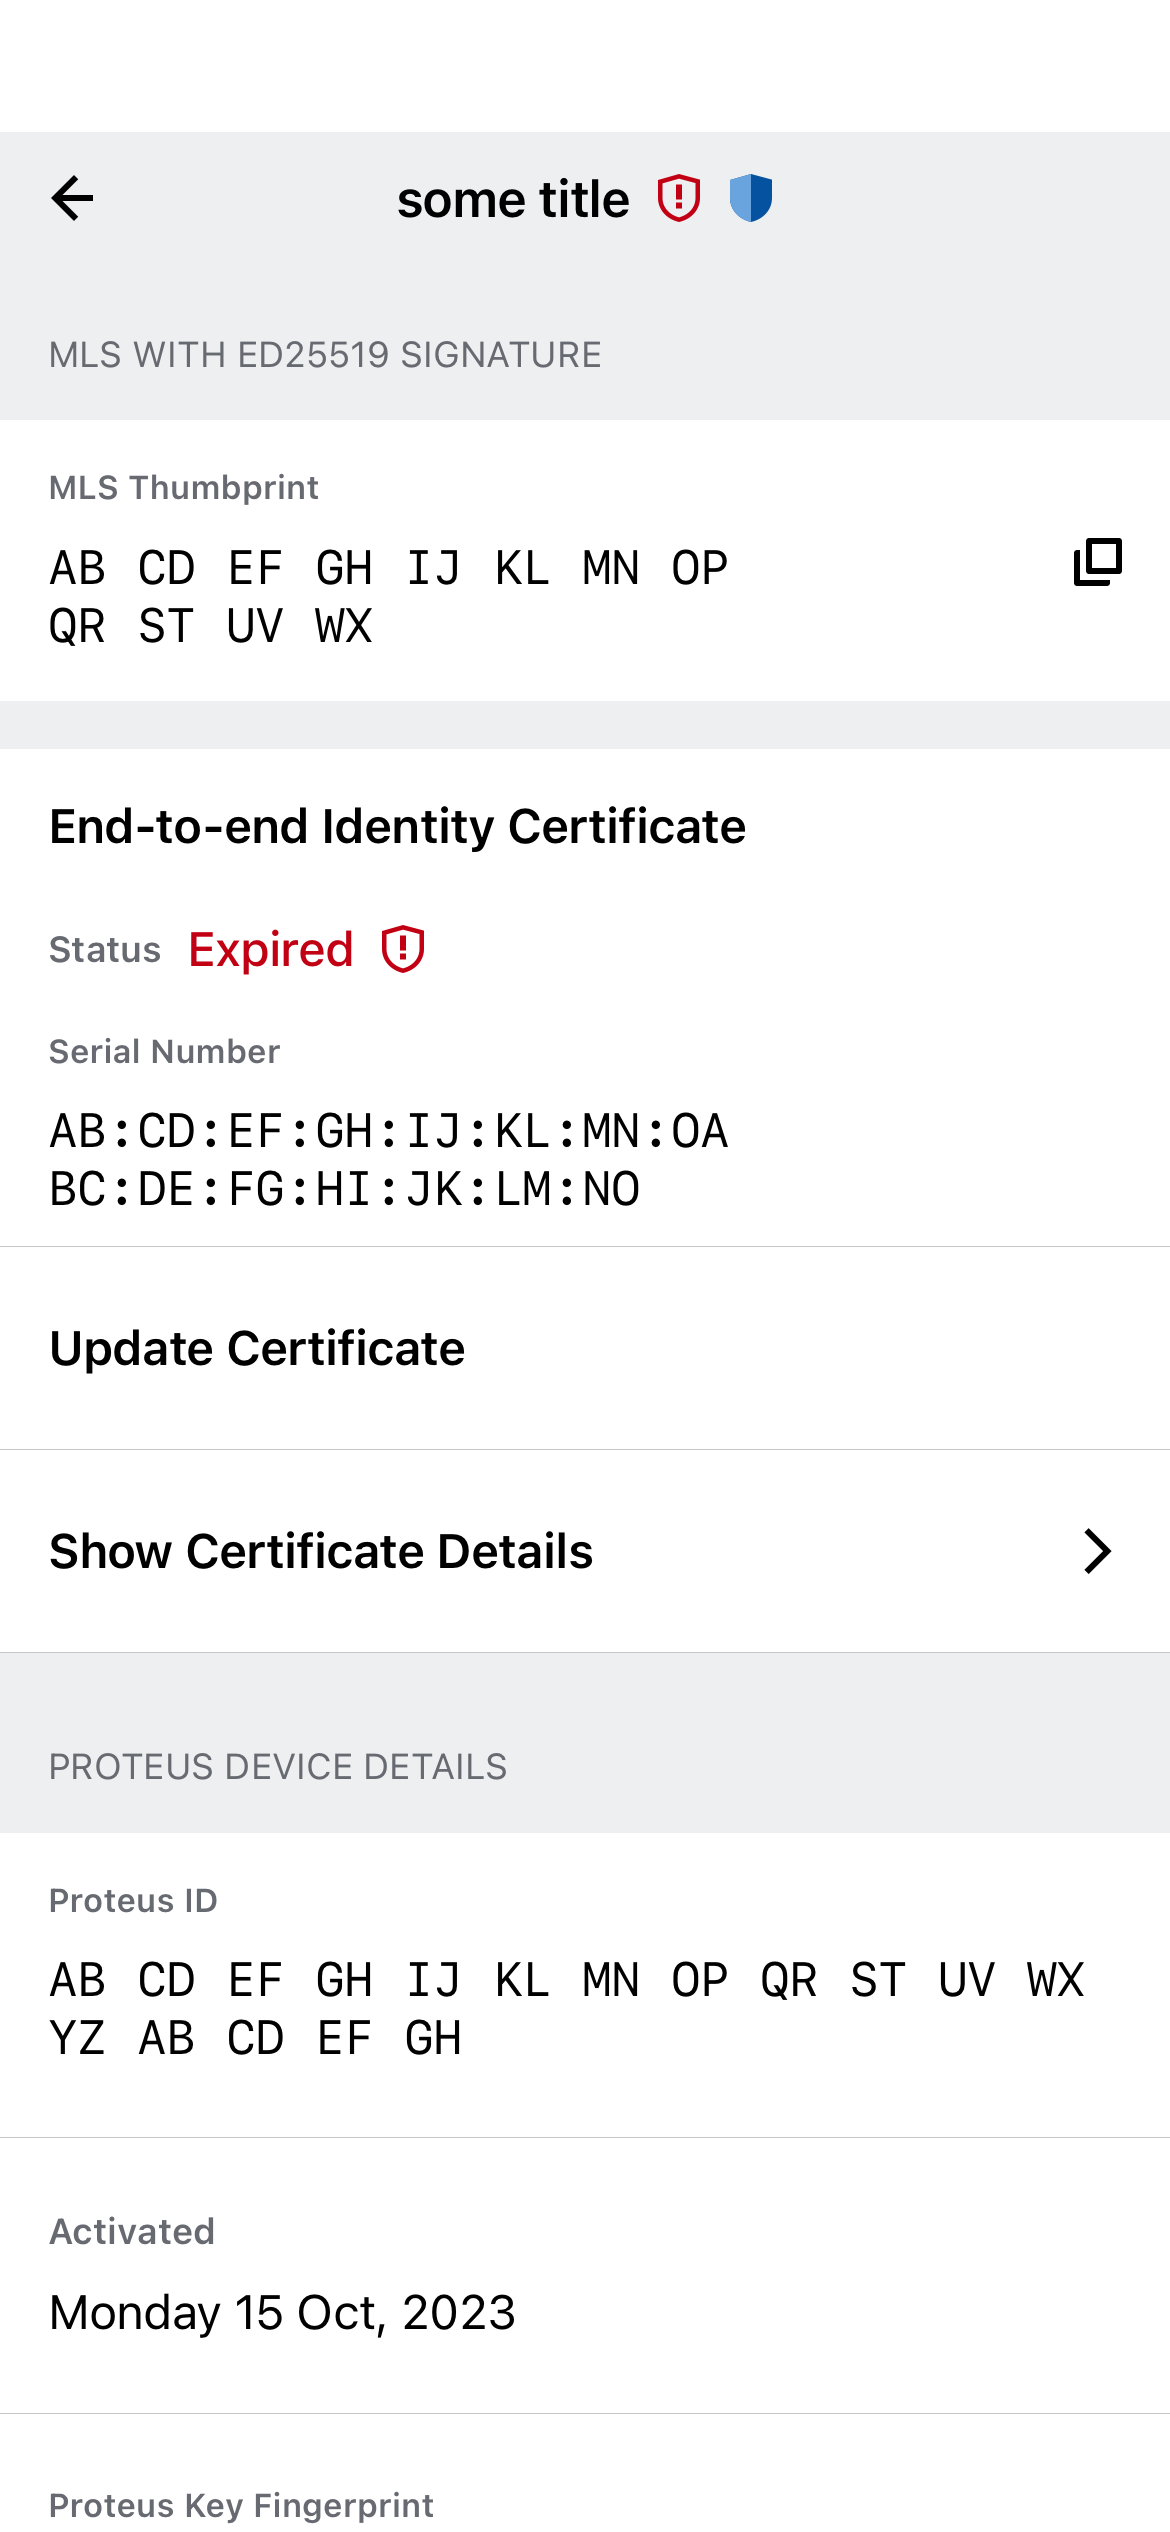 some title
MLS WITH ED25519 SIGNATURE
MLS Thumbprint
AB CD EF GH IJ KL MN OP
QR ST UV WX
End-to-end Identity Certificate
Status Expired
Serial Number
AB:CD:EF:GH:IJ:KL:MN:OA
BC:DE:FG:HI:JK:LM:NO
Update Certificate
Show Certificate Details
PROTEUS DEVICE DETAILS
Proteus ID
AB CD EF GH IJ KL MN OP QR ST UV WX
YZ AB CD EF GH
Activated
Monday 15 Oct, 2023
Proteus Key Fingerprint